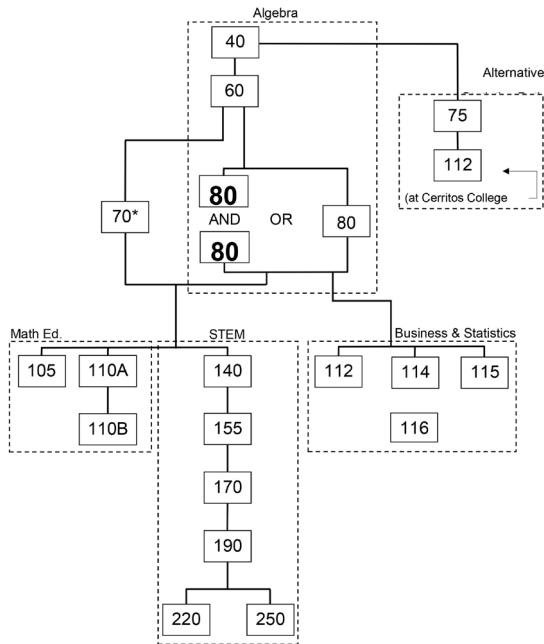 Algebra
40
Alternative
60
75
112
80
(at Cerritos College
70*
AND
OR
80
80
Math Ed.
STEM
Business & Statistics
105
110A
140
112
114
115
110B
155
116
170
190
220
250